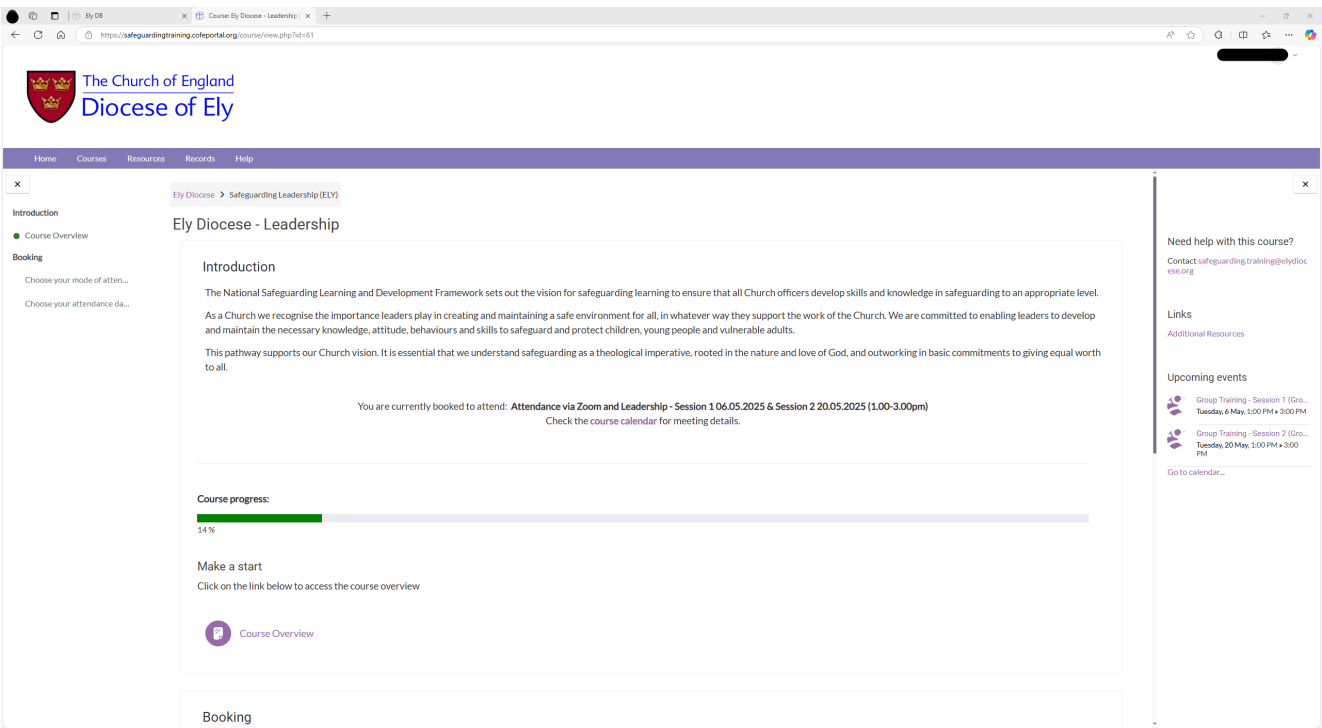 Ely DB
Course: Ely Diocese - Leadership
https://safeguardingtraining.cofeportal.org/course/view.php?id=61
The Church of England
Diocese of Ely
Home Courses Resources Records Help
Introduction
Course Overview
Booking
Choose your mode of atten...
Choose your attendance da...
Ely Diocese > Safeguarding Leadership (ELY)
Ely Diocese - Leadership
Introduction
The National Safeguarding Learning and Development Framework sets out the vision for safeguarding learning to ensure that all Church officers develop skills and knowledge in safeguarding to an appropriate level.
As a Church we recognise the importance leaders play in creating and maintaining a safe environment for all, in whatever way they support the work of the Church. We are committed to enabling leaders to develop
and maintain the necessary knowledge, attitude, behaviours and skills to safeguard and protect children, young people and vulnerable adults.
This pathway supports our Church vision. It is essential that we understand safeguarding as a theological imperative, rooted in the nature and love of God, and outworking in basic commitments to giving equal worth
to all.
You are currently booked to attend: Attendance via Zoom and Leadership - Session 1 06.05.2025 & Session 2 20.05.2025 (1.00-3.00pm)
Check the course calendar for meeting details.
Course progress:
14 %
Make a start
Click on the link below to access the course overview
Course Overview
Booking
Need help with this course?
Contact safeguarding.training@elydioc
ese.org
Links
Additional Resources
Upcoming events
Group Training - Session 1 (Gro...
Tuesday, 6 May, 1:00 PM » 3:00 PM
Group Training - Session 2 (Gro...
Tuesday, 20 May, 1:00 PM » 3:00
PM
Go to calendar...